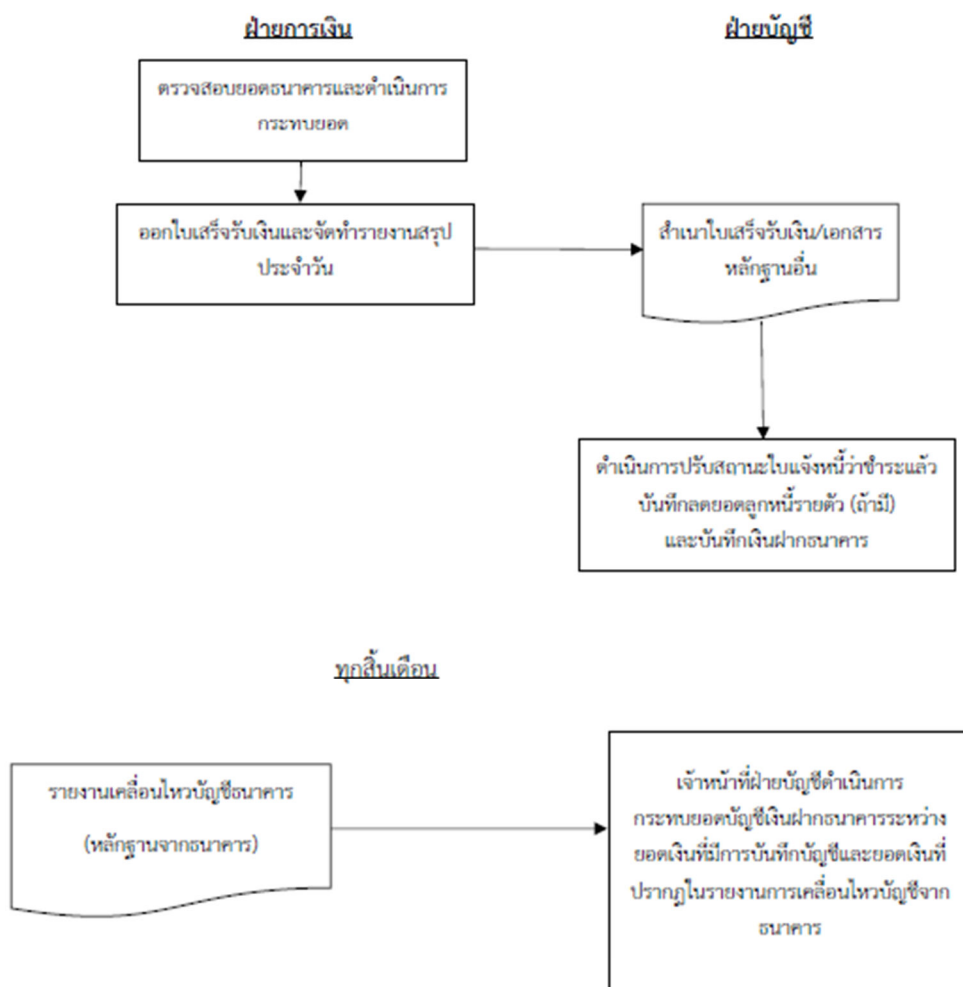 ฝ่ายการเงิน
ฝ่ายบัญชี
ตรวจสอบยอดธนาคารและดำเนินการ
กระทบยอด
ออกใบเสร็จรับเงินและจัดทำรายงานสรุป
ประจำวัน
สำเนาใบเสร็จรับเงิน/เอกสาร
หลักฐานอื่น
ดำเนินการปรับสถานะใบแจ้งหนี้ว่าชำระแล้ว
บันทึกลดยอดลูกหนี้รายตัว (ถ้ามี)
และบันทึกเงินฝากธนาคาร
ทุกสิ้นเดือน
รายงานเคลื่อนไหวบัญชีธนาคาร
(หลักฐานจากธนาคาร)
เจ้าหน้าที่ฝ่ายบัญชีดำเนินการ
กระทบยอดบัญชีเงินฝากธนาคารระหว่าง
ยอดเงินที่มีการบันทึกบัญชีและยอดเงินที่
ปรากฏในรายงานการเคลื่อนไหวบัญชีจาก
ธนาคาร